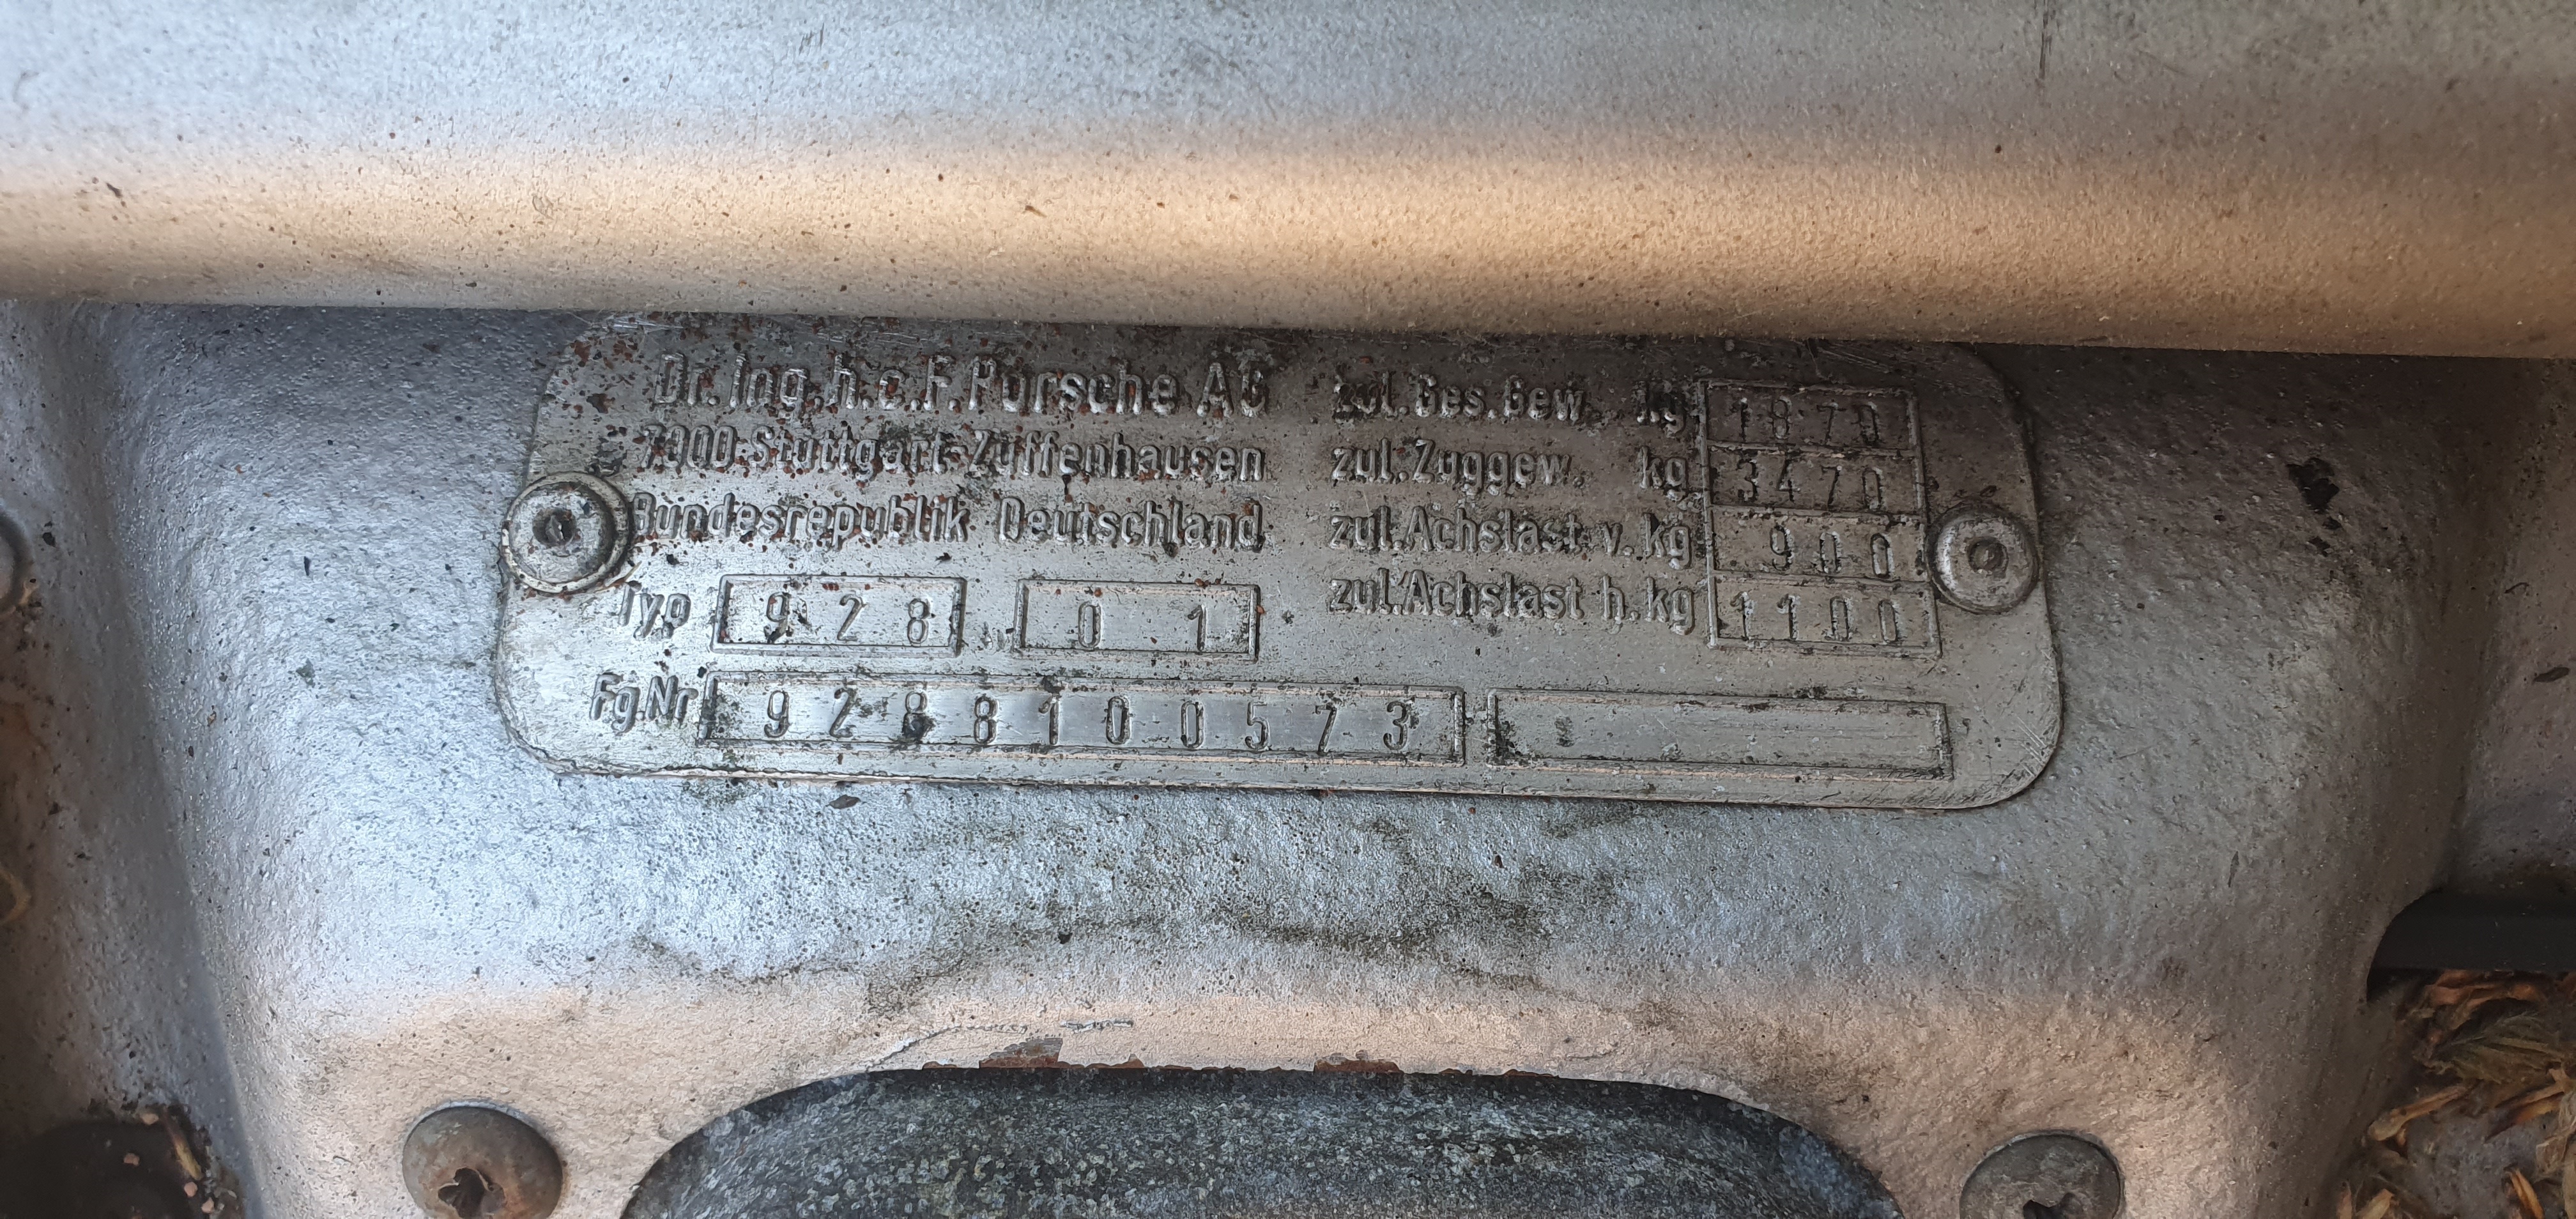 Dr. Ing. h. c. F. Porsche AG
7000 Stuttgart-Zuffenhausen
Bundesrepublik Deutschland
Typ 928 01
Fg.Nr 9288100573
zul. Ges. Gew. kg 1870
zul. Zuggew. kg 3470
zul. Achslast v. kg 900
zul. Achslast h. kg 1100